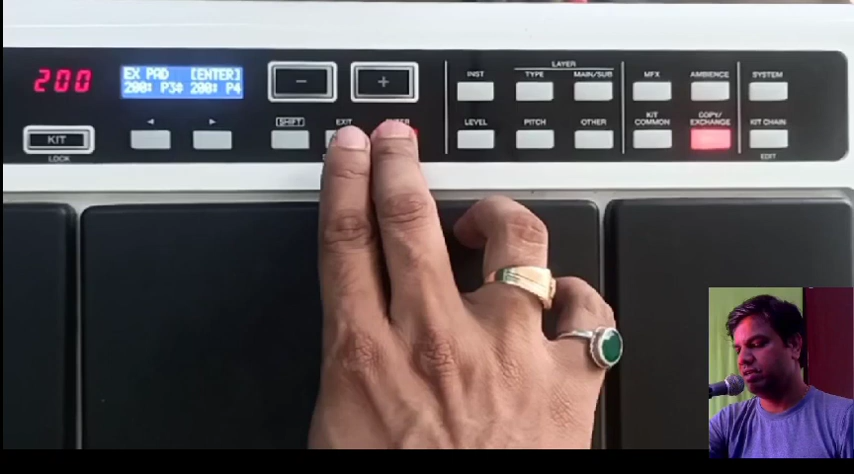 200
EX PAD [ENTER]
200: P3⇕ 200: P4
−
+
◄
►
KIT
LOCK
SHIFT
EXIT
LAYER
INST
TYPE
MAIN/SUB
MFX
AMBIENCE
SYSTEM
LEVEL
PITCH
OTHER
KIT
COMMON
COPY/
EXCHANGE
KIT CHAIN
EDIT